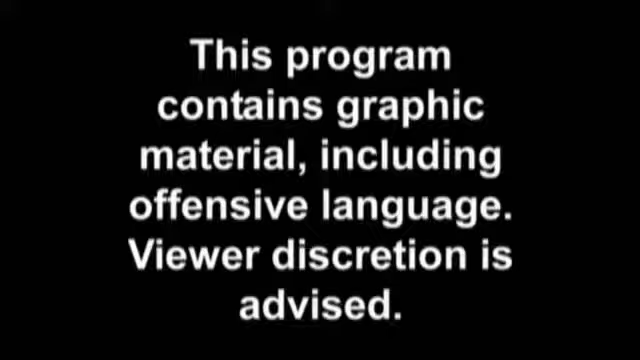 This program
contains graphic
material, including
offensive language.
Viewer discretion is
advised.